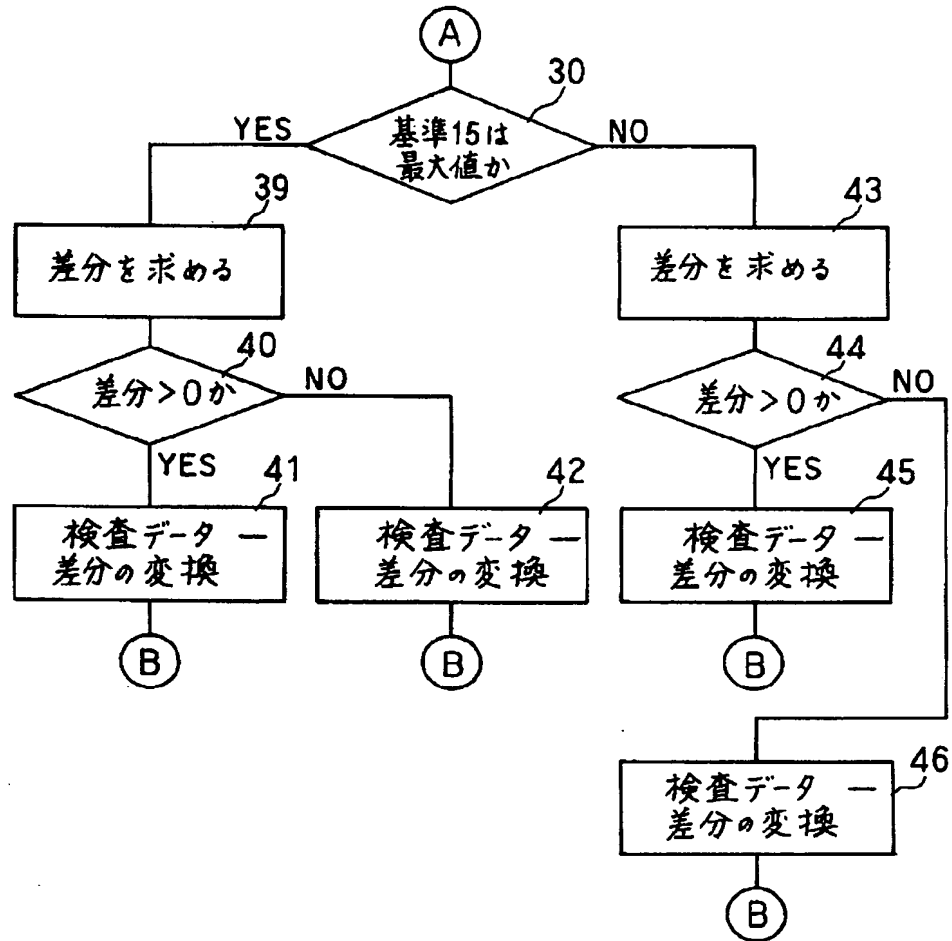 A
30
YES
基準15は
最大値か
NO
39
差分を求める
43
差分を求める
40
差分>0か
NO
44
差分>0か
NO
YES
YES
41
検査データー
差分の変換
42
検査データー
差分の変換
45
検査データー
差分の変換
B
B
B
46
検査データー
差分の変換
B